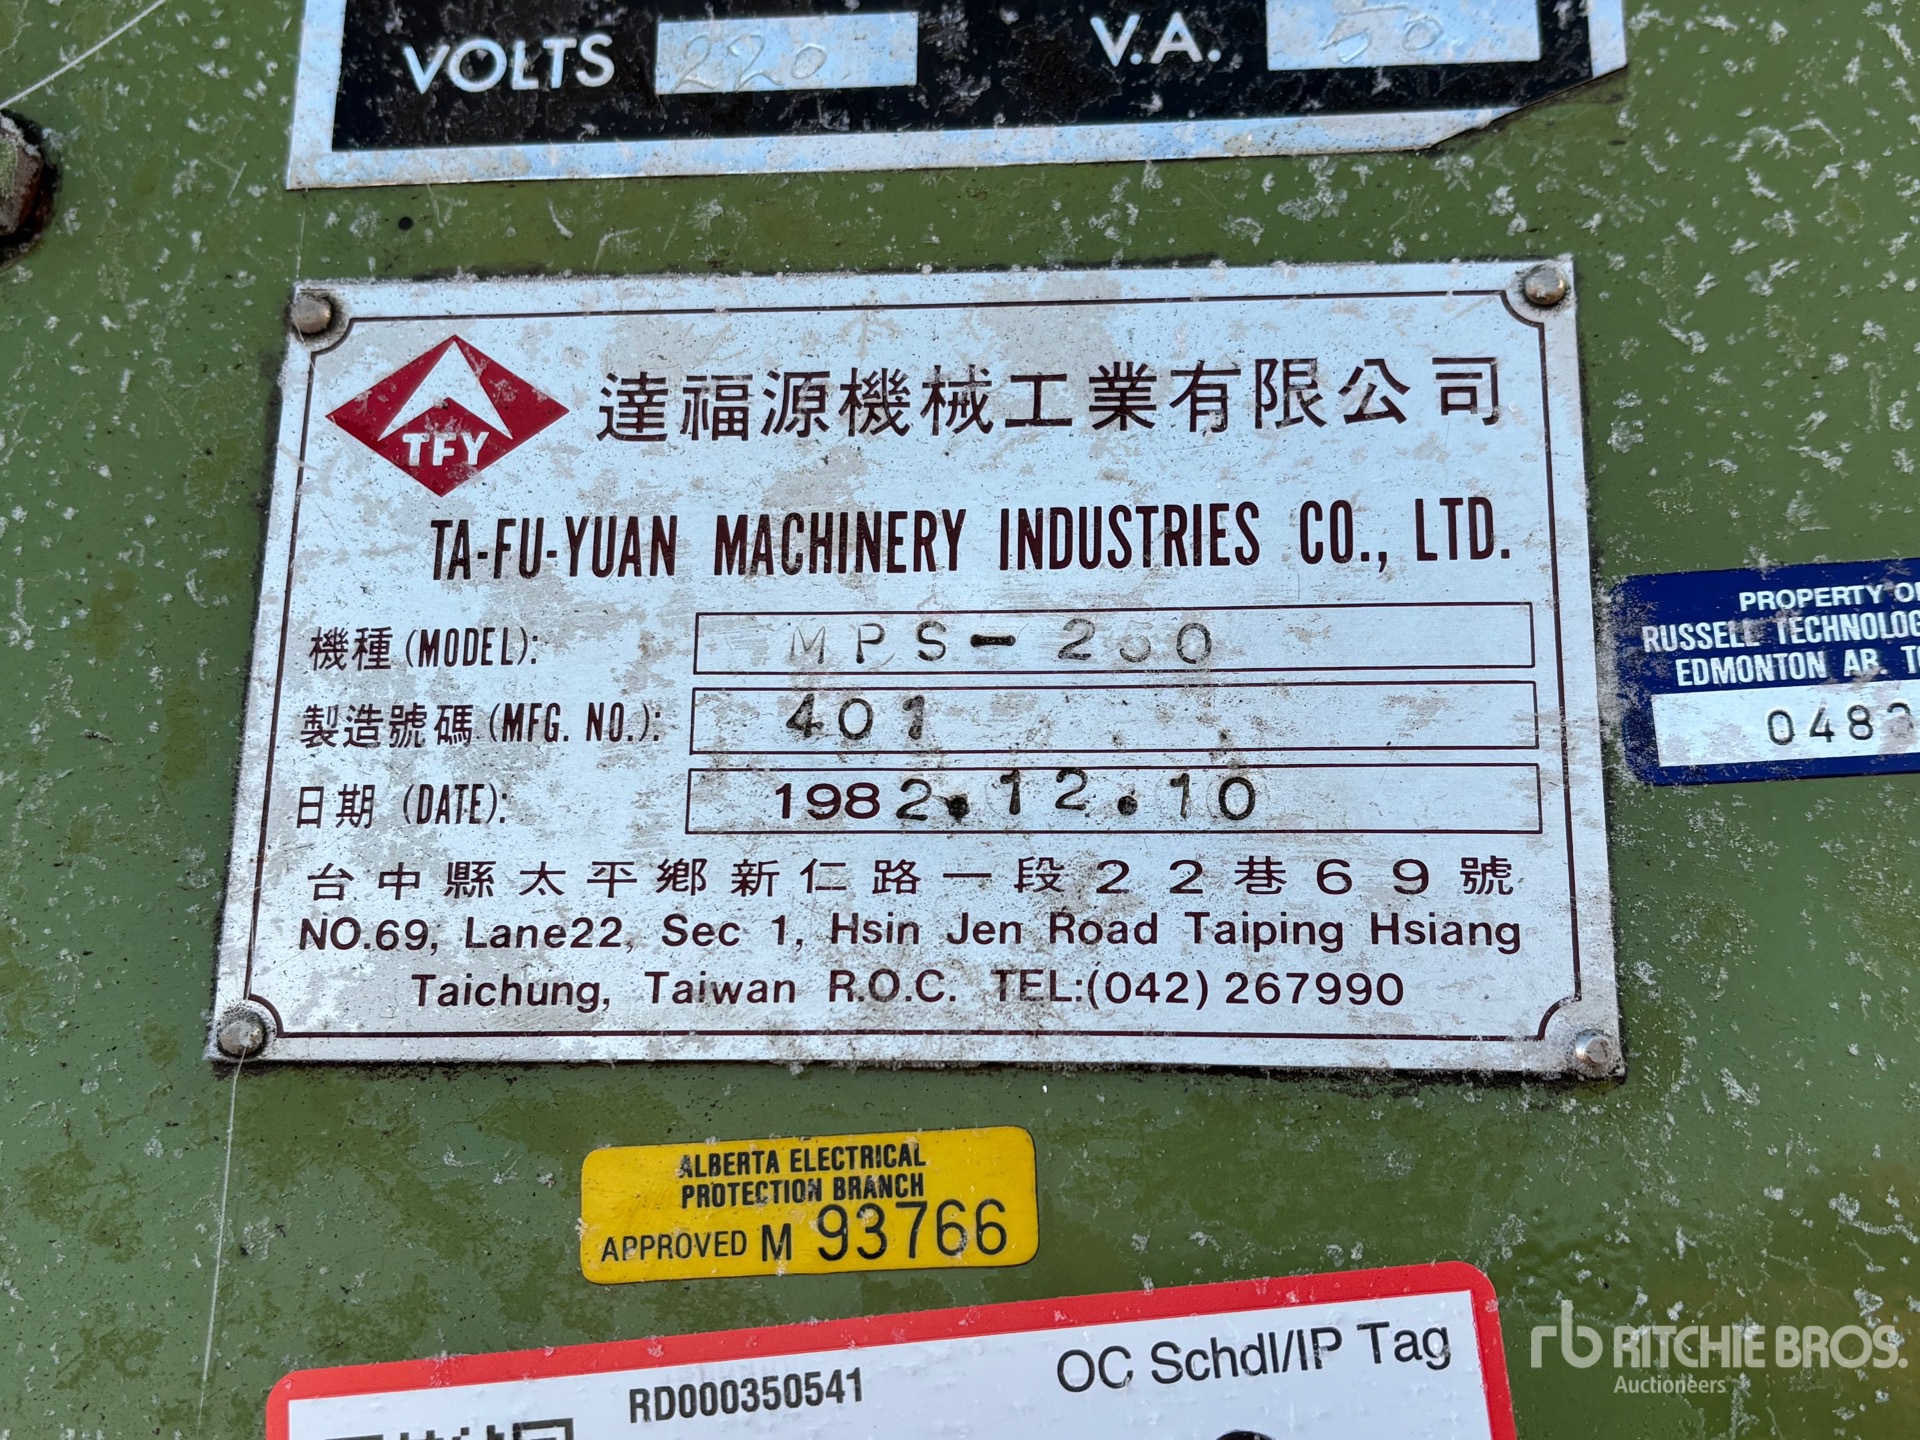 VOLTS 220 V.A. 50
TFY
達福源機械工業有限公司
TA-FU-YUAN MACHINERY INDUSTRIES CO., LTD.
機種 (MODEL): MPS-250
製造號碼 (MFG. NO.): 401
日期 (DATE): 1982.12.10
台中縣太平鄉新仁路一段22巷69號
NO.69, Lane22, Sec 1, Hsin Jen Road Taiping Hsiang
Taichung, Taiwan R.O.C. TEL:(042) 267990
PROPERTY
RUSSELL
EDMONTON AB.
ALBERTA ELECTRICAL
PROTECTION BRANCH
APPROVED M 93766
OC Schdl/IP Tag
RD000350541
rb RITCHIE BROS.
Auctioneers